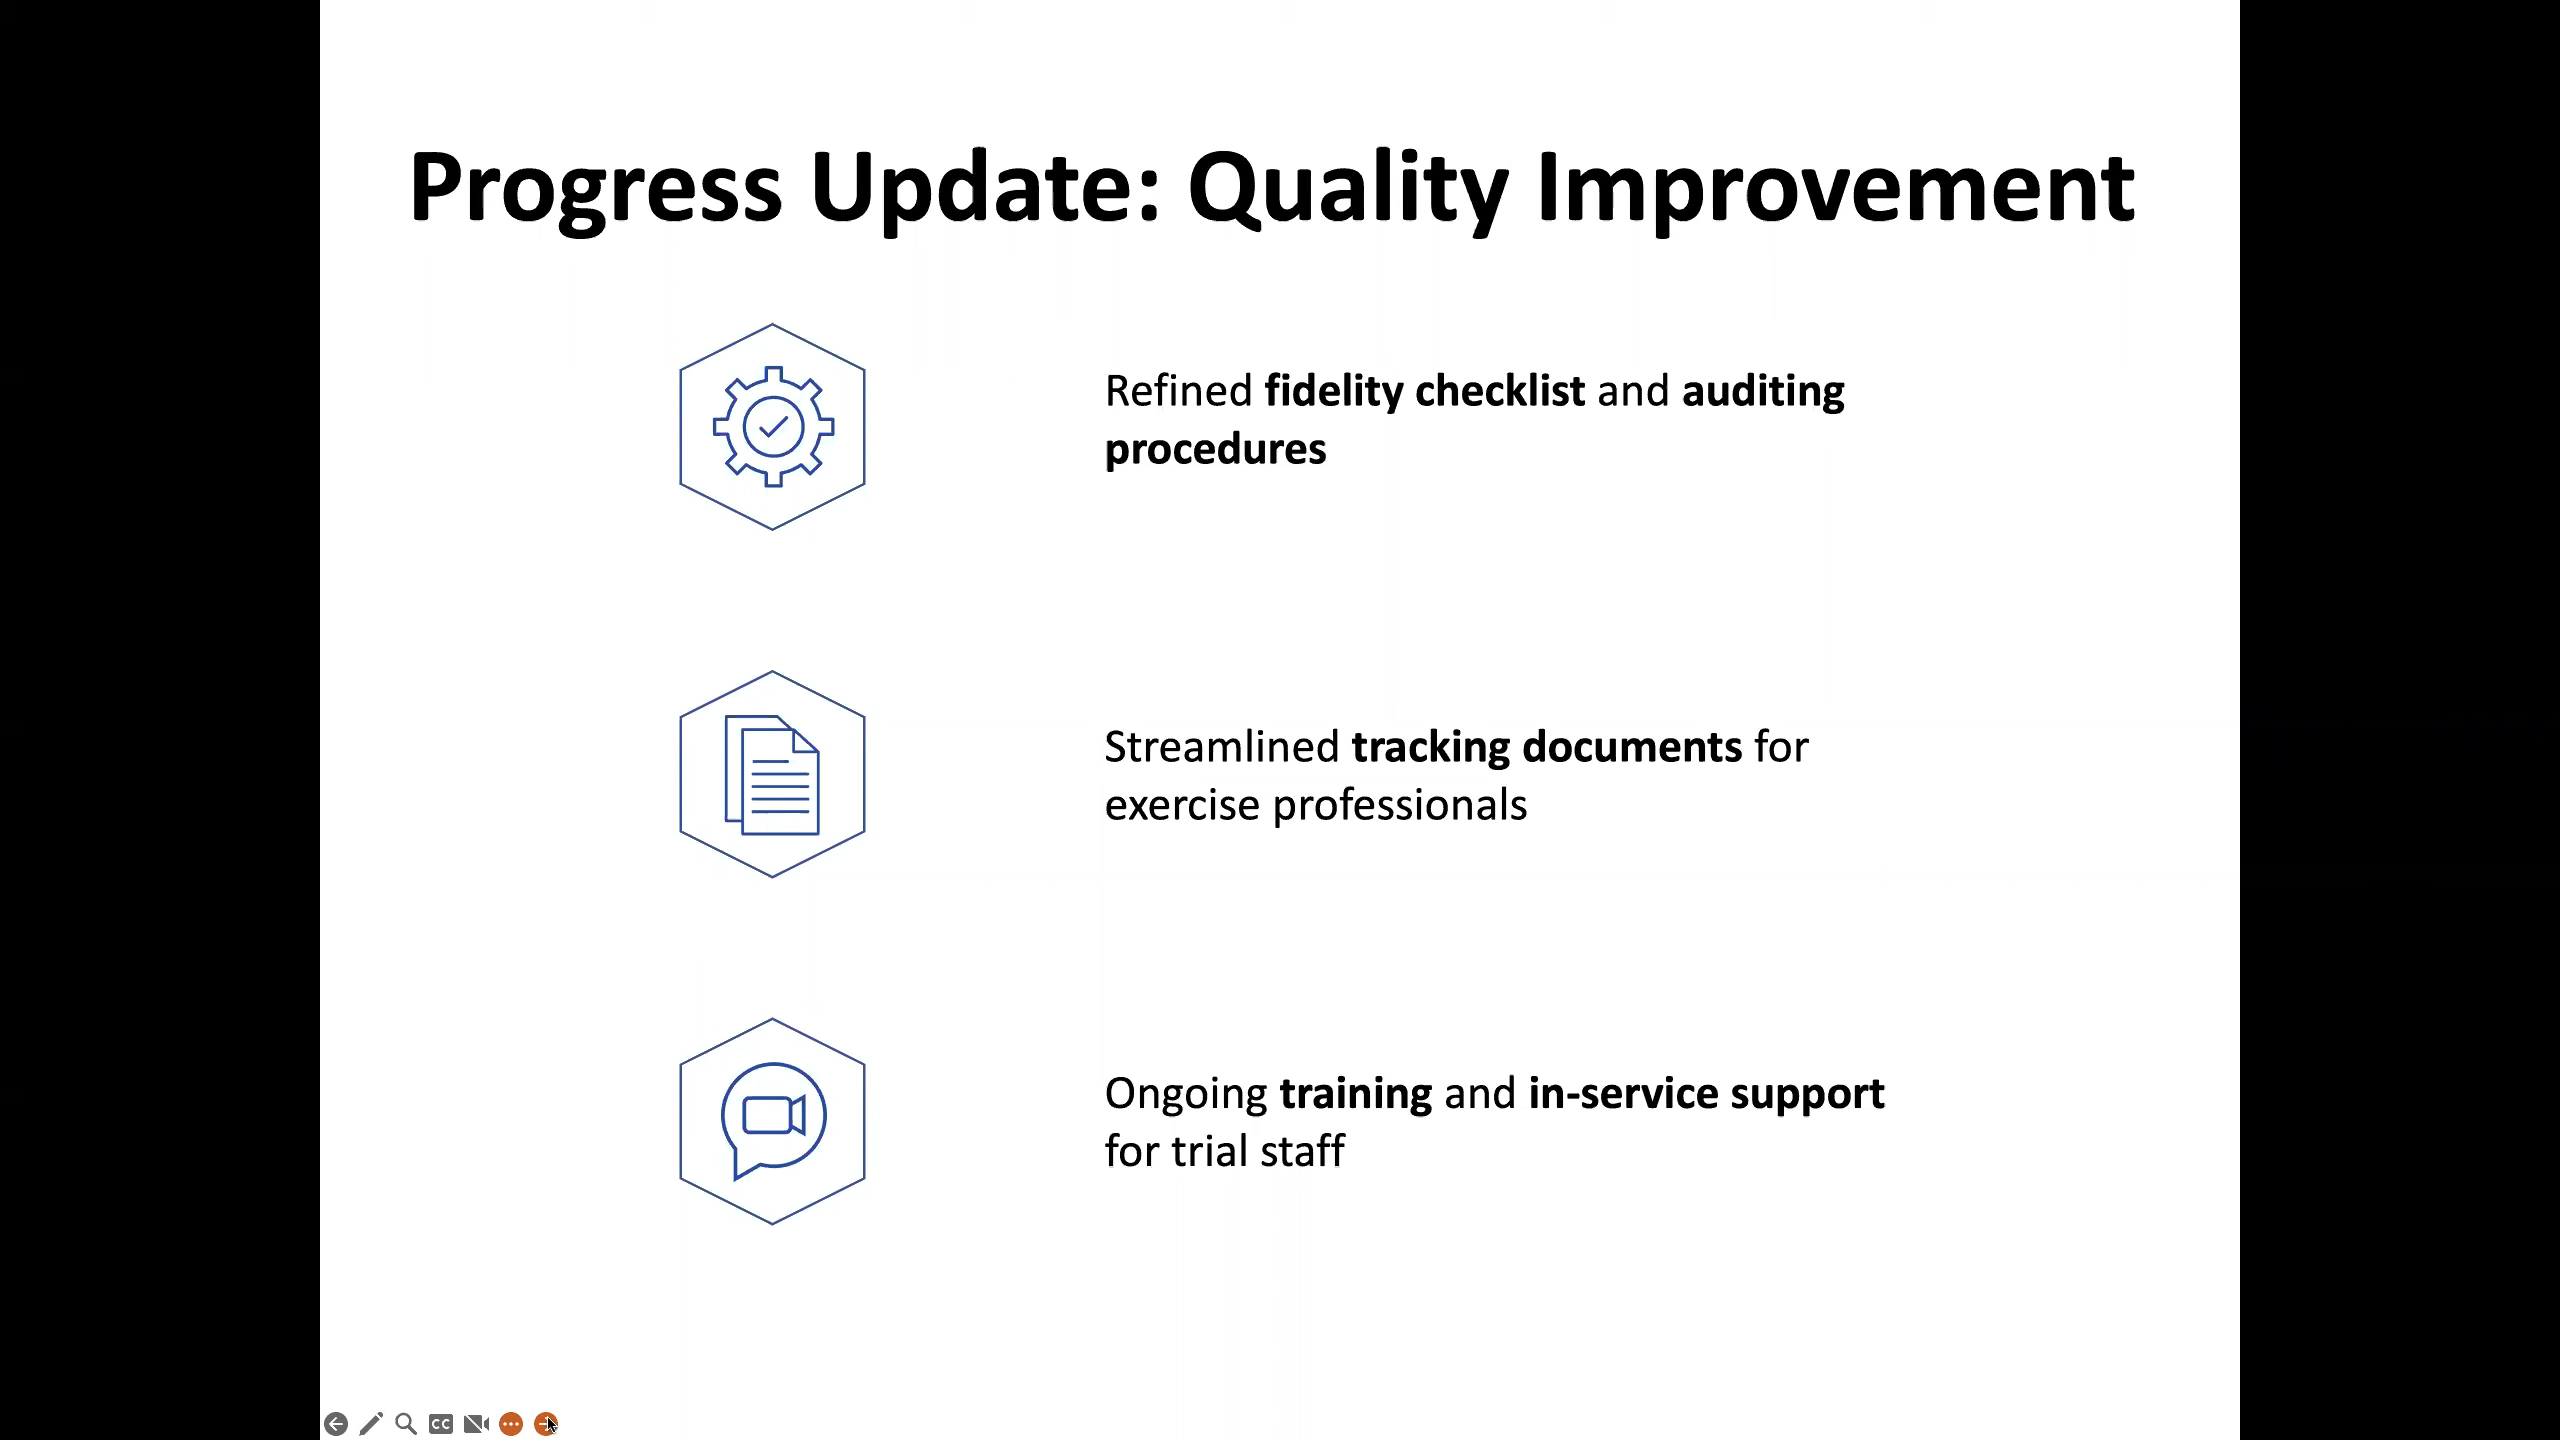 Progress Update: Quality Improvement
Refined fidelity checklist and auditing
procedures
Streamlined tracking documents for
exercise professionals
Ongoing training and in-service support
for trial staff
CC